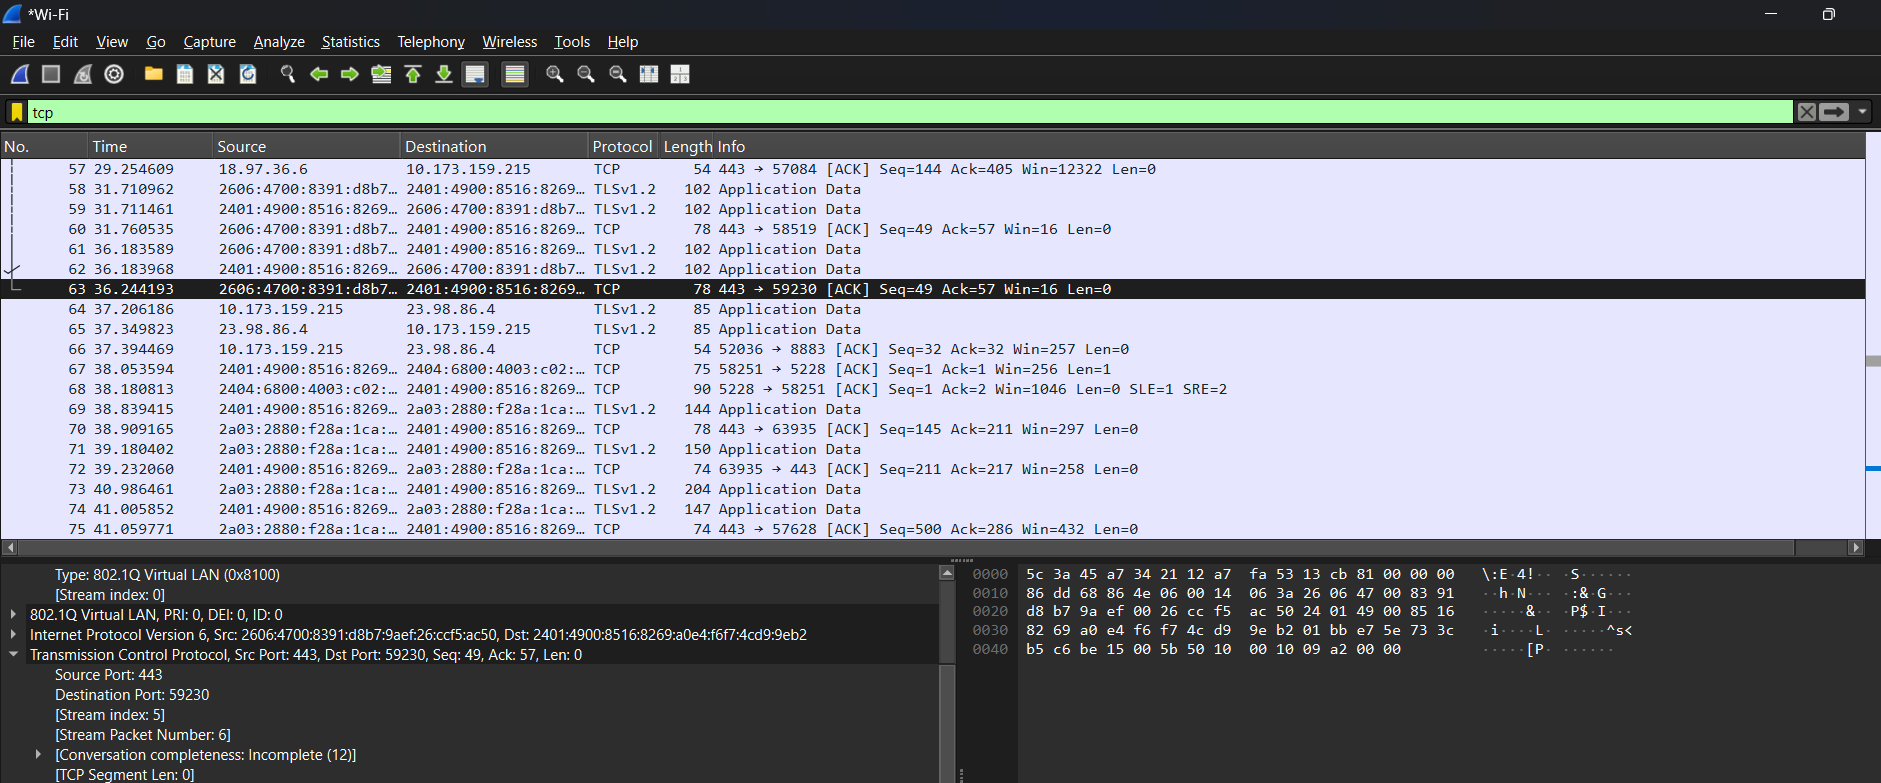 *Wi-Fi
File Edit View Go Capture Analyze Statistics Telephony Wireless Tools Help
tcp
No. Time Source Destination Protocol Length Info
57 29.254609 18.97.36.6 10.173.159.215 TCP 54 443 → 57084 [ACK] Seq=144 Ack=405 Win=12322 Len=0
58 31.710962 2606:4700:8391:d8b7… 2401:4900:8516:8269… TLSv1.2 102 Application Data
59 31.711461 2401:4900:8516:8269… 2606:4700:8391:d8b7… TLSv1.2 102 Application Data
60 31.760535 2606:4700:8391:d8b7… 2401:4900:8516:8269… TCP 78 443 → 58519 [ACK] Seq=49 Ack=57 Win=16 Len=0
61 36.183589 2606:4700:8391:d8b7… 2401:4900:8516:8269… TLSv1.2 102 Application Data
62 36.183968 2401:4900:8516:8269… 2606:4700:8391:d8b7… TLSv1.2 102 Application Data
63 36.244193 2606:4700:8391:d8b7… 2401:4900:8516:8269… TCP 78 443 → 59230 [ACK] Seq=49 Ack=57 Win=16 Len=0
64 37.206186 10.173.159.215 23.98.86.4 TLSv1.2 85 Application Data
65 37.349823 23.98.86.4 10.173.159.215 TLSv1.2 85 Application Data
66 37.394469 10.173.159.215 23.98.86.4 TCP 54 52036 → 8883 [ACK] Seq=32 Ack=32 Win=257 Len=0
67 38.053594 2401:4900:8516:8269… 2404:6800:4003:c02:… TCP 75 58251 → 5228 [ACK] Seq=1 Ack=1 Win=256 Len=1
68 38.180813 2404:6800:4003:c02:… 2401:4900:8516:8269… TCP 90 5228 → 58251 [ACK] Seq=1 Ack=2 Win=1046 Len=0 SLE=1 SRE=2
69 38.839415 2401:4900:8516:8269… 2a03:2880:f28a:1ca:… TLSv1.2 144 Application Data
70 38.909165 2a03:2880:f28a:1ca:… 2401:4900:8516:8269… TCP 78 443 → 63935 [ACK] Seq=145 Ack=211 Win=297 Len=0
71 39.180402 2a03:2880:f28a:1ca:… 2401:4900:8516:8269… TLSv1.2 150 Application Data
72 39.232060 2401:4900:8516:8269… 2a03:2880:f28a:1ca:… TCP 74 63935 → 443 [ACK] Seq=211 Ack=217 Win=258 Len=0
73 40.986461 2a03:2880:f28a:1ca:… 2401:4900:8516:8269… TLSv1.2 204 Application Data
74 41.005852 2401:4900:8516:8269… 2a03:2880:f28a:1ca:… TLSv1.2 147 Application Data
75 41.059771 2a03:2880:f28a:1ca:… 2401:4900:8516:8269… TCP 74 443 → 57628 [ACK] Seq=500 Ack=286 Win=432 Len=0
Type: 802.1Q Virtual LAN (0x8100)
[Stream index: 0]
802.1Q Virtual LAN, PRI: 0, DEI: 0, ID: 0
Internet Protocol Version 6, Src: 2606:4700:8391:d8b7:9aef:26:ccf5:ac50, Dst: 2401:4900:8516:8269:a0e4:f6f7:4cd9:9eb2
Transmission Control Protocol, Src Port: 443, Dst Port: 59230, Seq: 49, Ack: 57, Len: 0
Source Port: 443
Destination Port: 59230
[Stream index: 5]
[Stream Packet Number: 6]
[Conversation completeness: Incomplete (12)]
[TCP Segment Len: 0]
0000 5c 3a 45 a7 34 21 12 a7 fa 53 13 cb 81 00 00 00 \:E·4!·· ·S······
0010 86 dd 68 86 4e 06 00 14 06 3a 26 06 47 00 83 91 ··h·N··· ·:&·G···
0020 d8 b7 9a ef 00 26 cc f5 ac 50 24 01 49 00 85 16 ·····&·· ·P$·I···
0030 82 69 a0 e4 f6 f7 4c d9 9e b2 01 bb e7 5e 73 3c ·i····L· ·····^s<
0040 b5 c6 be 15 00 5b 50 10 00 10 09 a2 00 00 ·····[P· ······